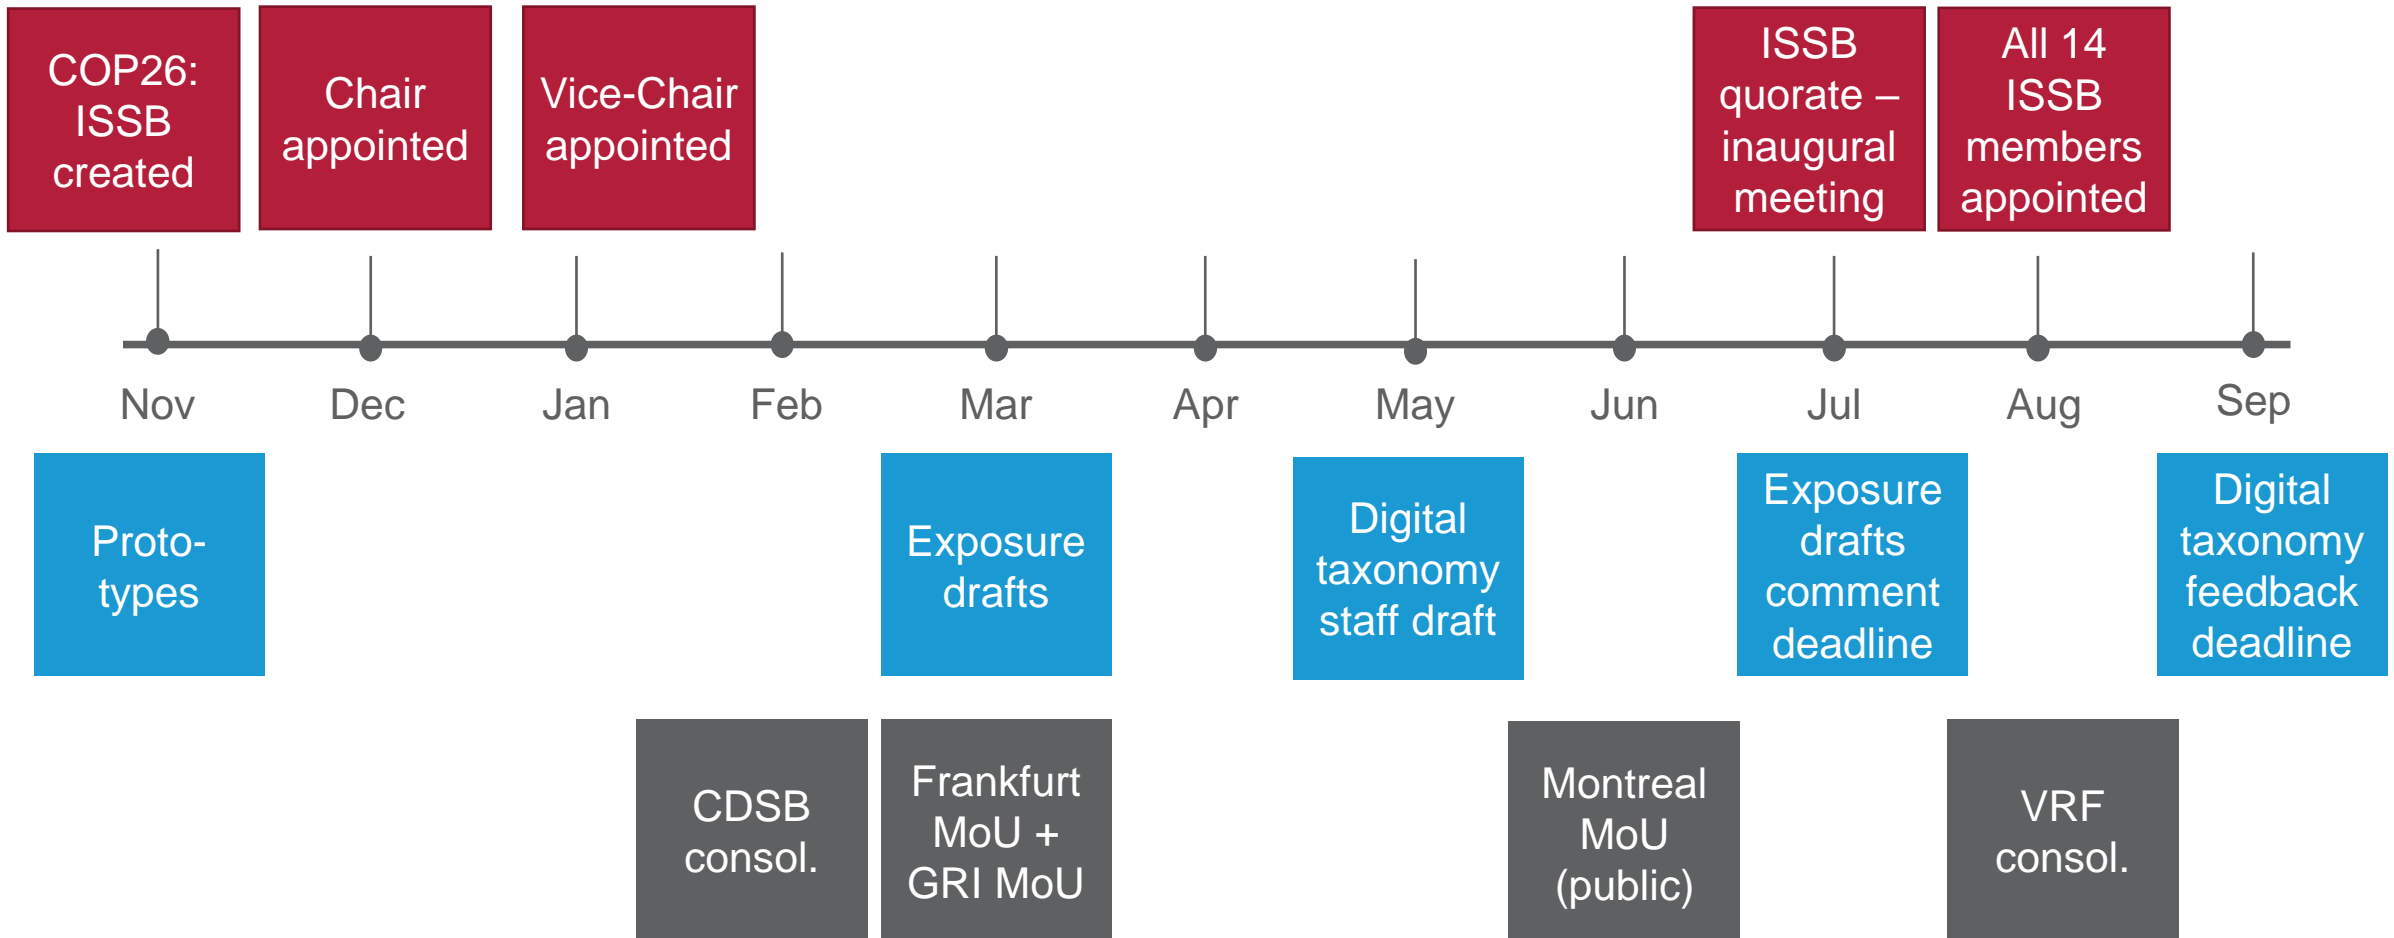 COP26:
ISSB
created
Chair
appointed
Vice-Chair
appointed
ISSB
quorate –
inaugural
meeting
All 14
ISSB
members
appointed
Nov
Dec
Jan
Feb
Mar
Apr
May
Jun
Jul
Aug
Sep
Proto-
types
Exposure
drafts
Digital
taxonomy
staff draft
Exposure
drafts
comment
deadline
Digital
taxonomy
feedback
deadline
CDSB
consol.
Frankfurt
MoU +
GRI MoU
Montreal
MoU
(public)
VRF
consol.